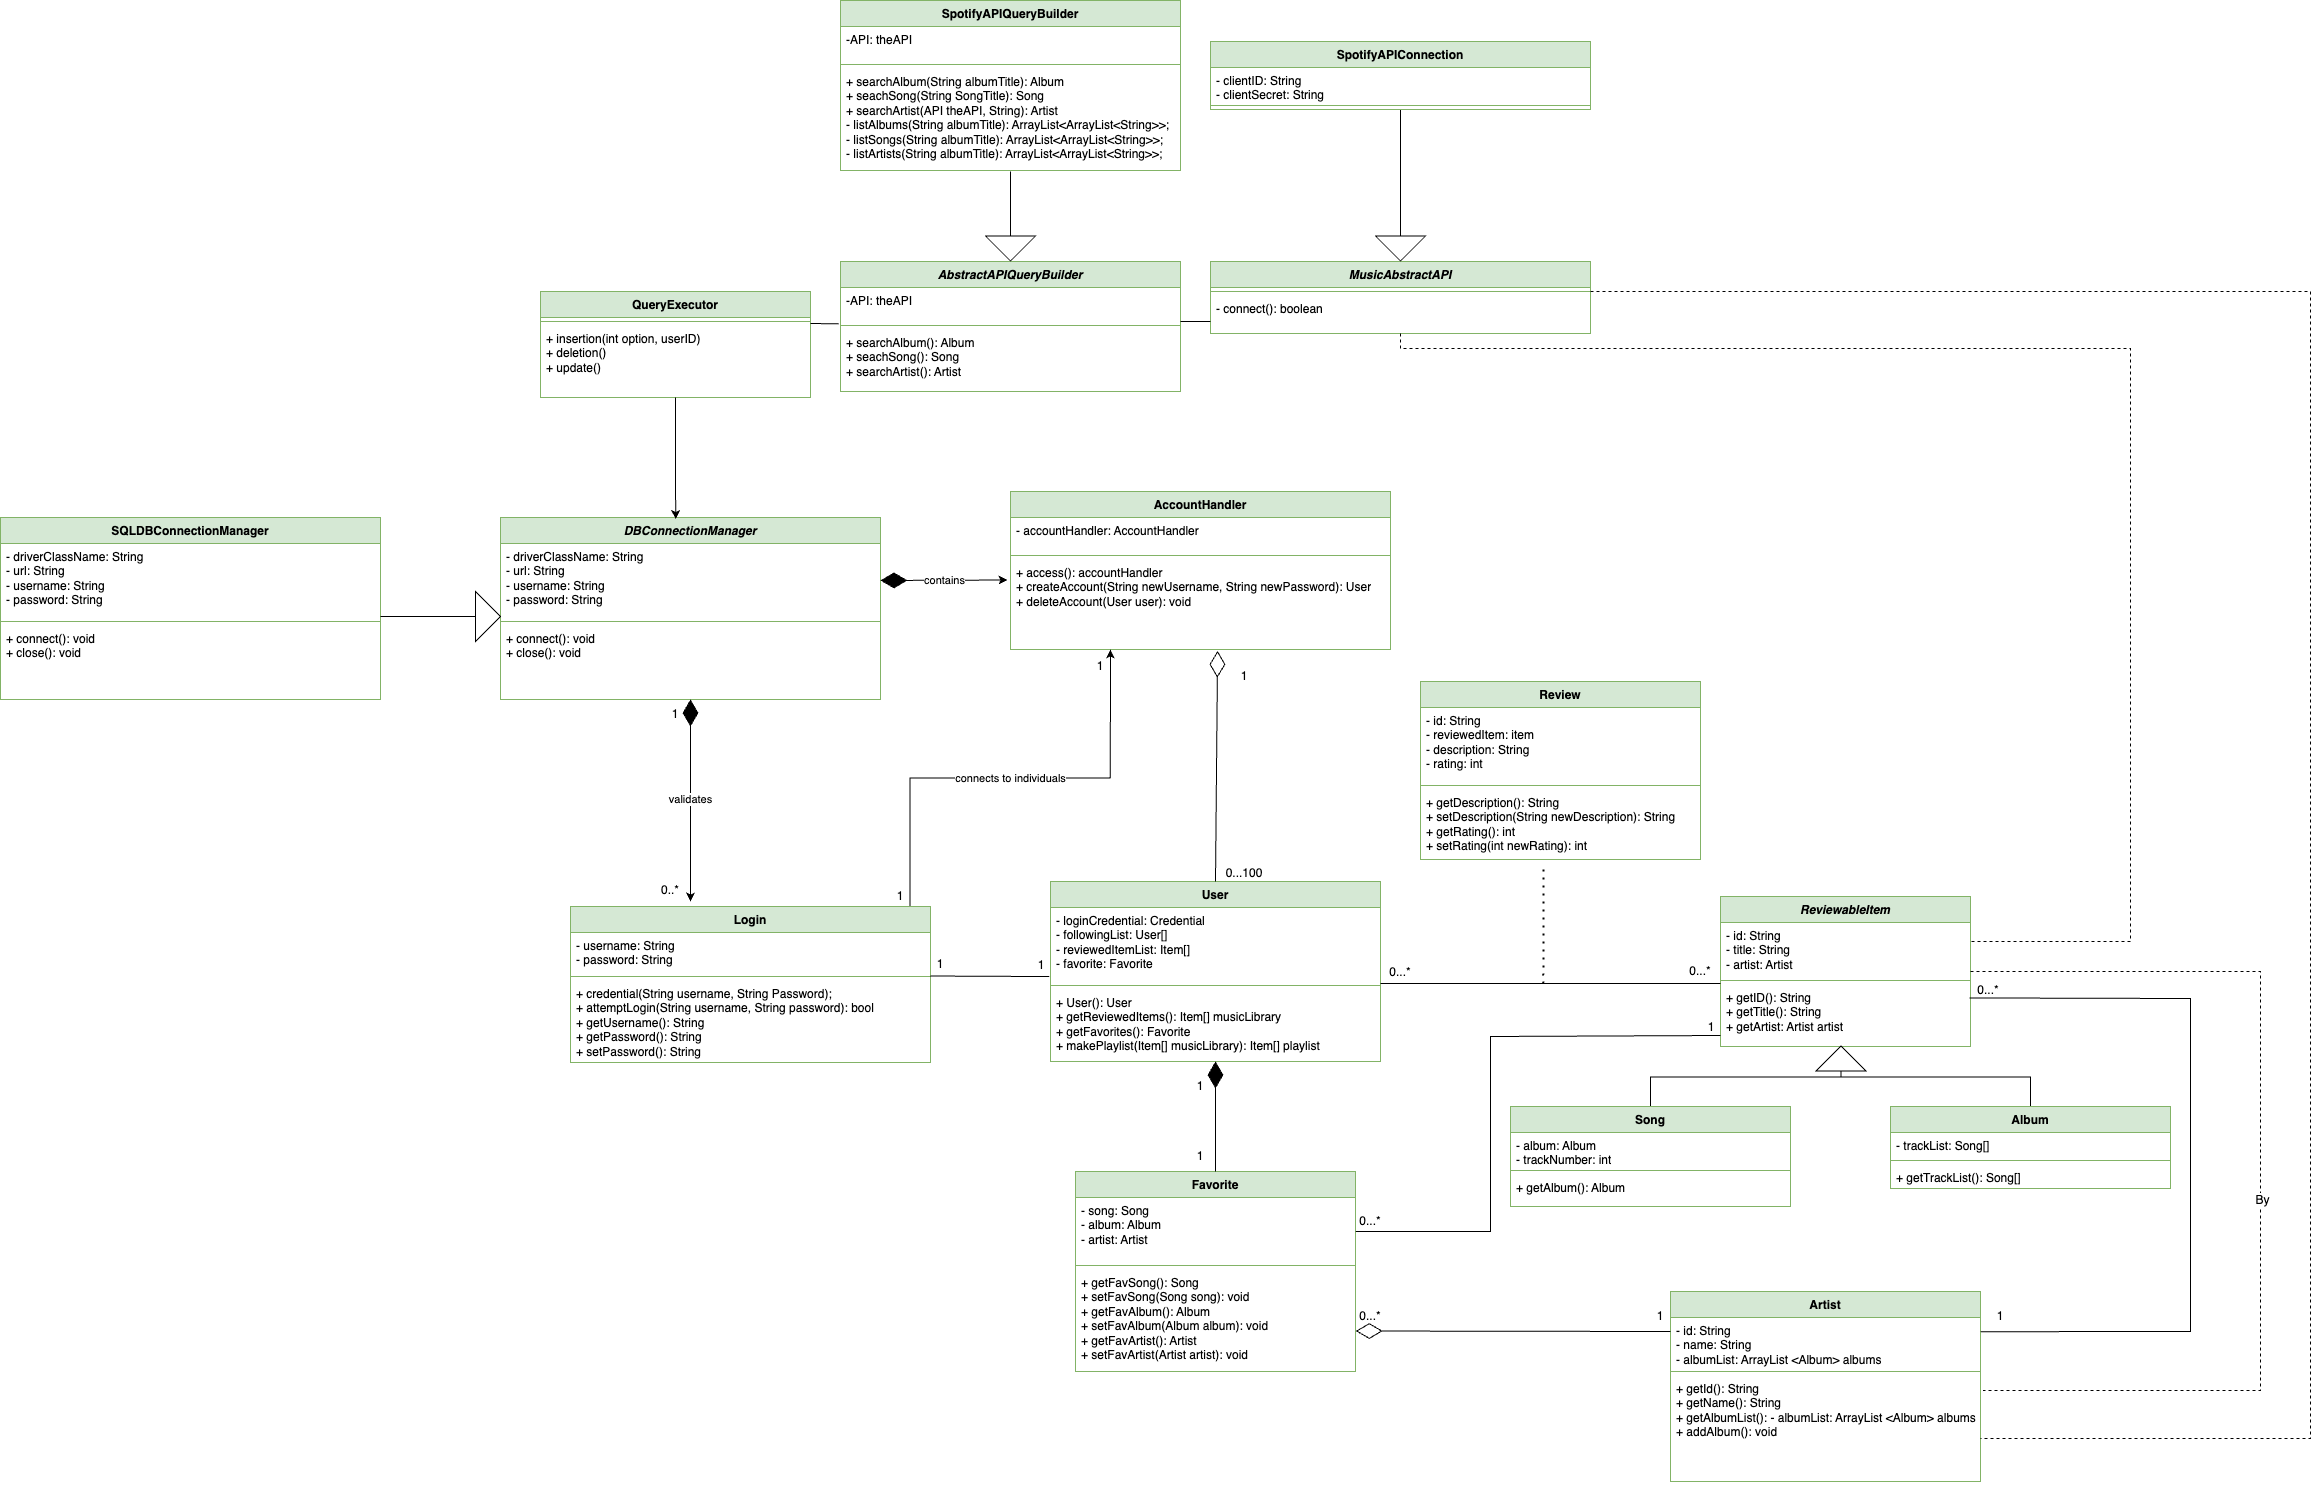 SpotifyAPIQueryBuilder
-API: theAPI
+ searchAlbum(String albumTitle): Album
+ seachSong(String SongTitle): Song
+ searchArtist(API theAPI, String): Artist
- listAlbums(String albumTitle): ArrayList<ArrayList<String>>;
- listSongs(String albumTitle): ArrayList<ArrayList<String>>;
- listArtists(String albumTitle): ArrayList<ArrayList<String>>;
SpotifyAPIConnection
- clientID: String
- clientSecret: String
QueryExecutor
+ insertion(int option, userID)
+ deletion()
+ update()
AbstractAPIQueryBuilder
-API: theAPI
+ searchAlbum(): Album
+ seachSong(): Song
+ searchArtist(): Artist
MusicAbstractAPI
- connect(): boolean
SQLDBConnectionManager
- driverClassName: String
- url: String
- username: String
- password: String
+ connect(): void
+ close(): void
DBConnectionManager
- driverClassName: String
- url: String
- username: String
- password: String
+ connect(): void
+ close(): void
contains
AccountHandler
- accountHandler: AccountHandler
+ access(): accountHandler
+ createAccount(String newUsername, String newPassword): User
+ deleteAccount(User user): void
1
1
1
validates
connects to individuals
0..*
1
0...100
Review
- id: String
- reviewedItem: item
- description: String
- rating: int
+ getDescription(): String
+ setDescription(String newDescription): String
+ getRating(): int
+ setRating(int newRating): int
Login
- username: String
- password: String
+ credential(String username, String Password);
+ attemptLogin(String username, String password): bool
+ getUsername(): String
+ getPassword(): String
+ setPassword(): String
1
1
User
- loginCredential: Credential
- followingList: User[]
- reviewedItemList: Item[]
- favorite: Favorite
+ User(): User
+ getReviewedItems(): Item[] musicLibrary
+ getFavorites(): Favorite
+ makePlaylist(Item[] musicLibrary): Item[] playlist
0...*
0...*
ReviewableItem
- id: String
- title: String
- artist: Artist
+ getID(): String
+ getTitle(): String
+ getArtist: Artist artist
0...*
1
1
1
Song
- album: Album
- trackNumber: int
+ getAlbum(): Album
Album
- trackList: Song[]
+ getTrackList(): Song[]
By
Favorite
- song: Song
- album: Album
- artist: Artist
+ getFavSong(): Song
+ setFavSong(Song song): void
+ getFavAlbum(): Album
+ setFavAlbum(Album album): void
+ getFavArtist(): Artist
+ setFavArtist(Artist artist): void
0...*
0...*
1
1
Artist
- id: String
- name: String
- albumList: ArrayList <Album> albums
+ getId(): String
+ getName(): String
+ getAlbumList(): - albumList: ArrayList <Album> albums
+ addAlbum(): void